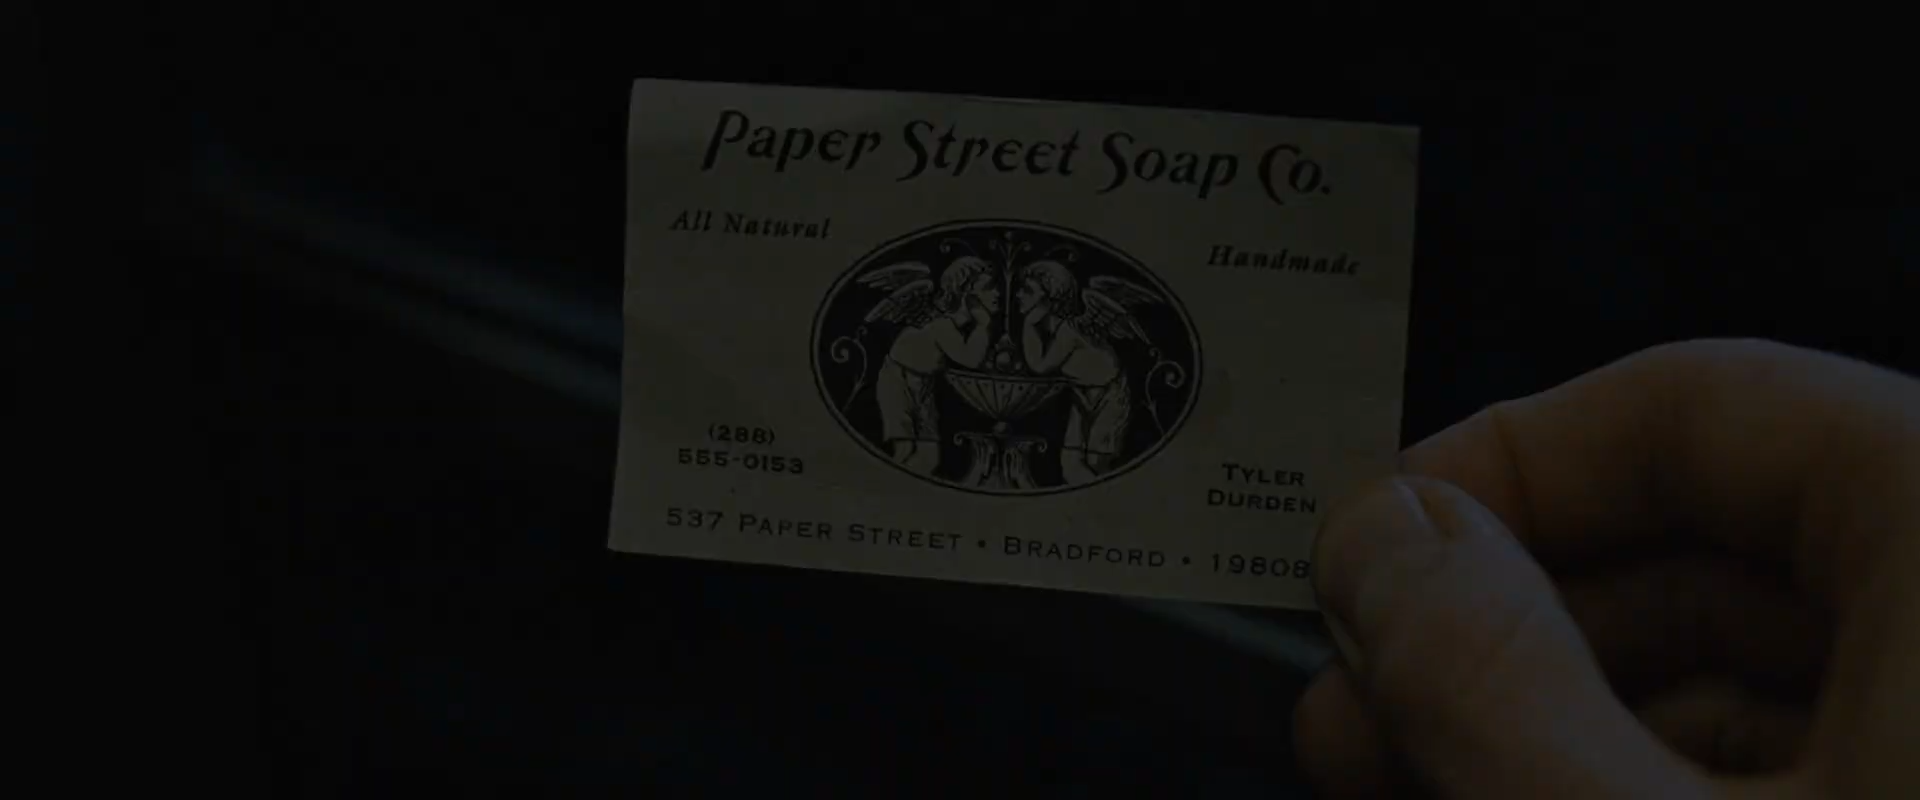 Paper Street Soap Co.
All Natural
Handmade
(288)
555-0153
TYLER
DURDEN
537 PAPER STREET • BRADFORD • 19808